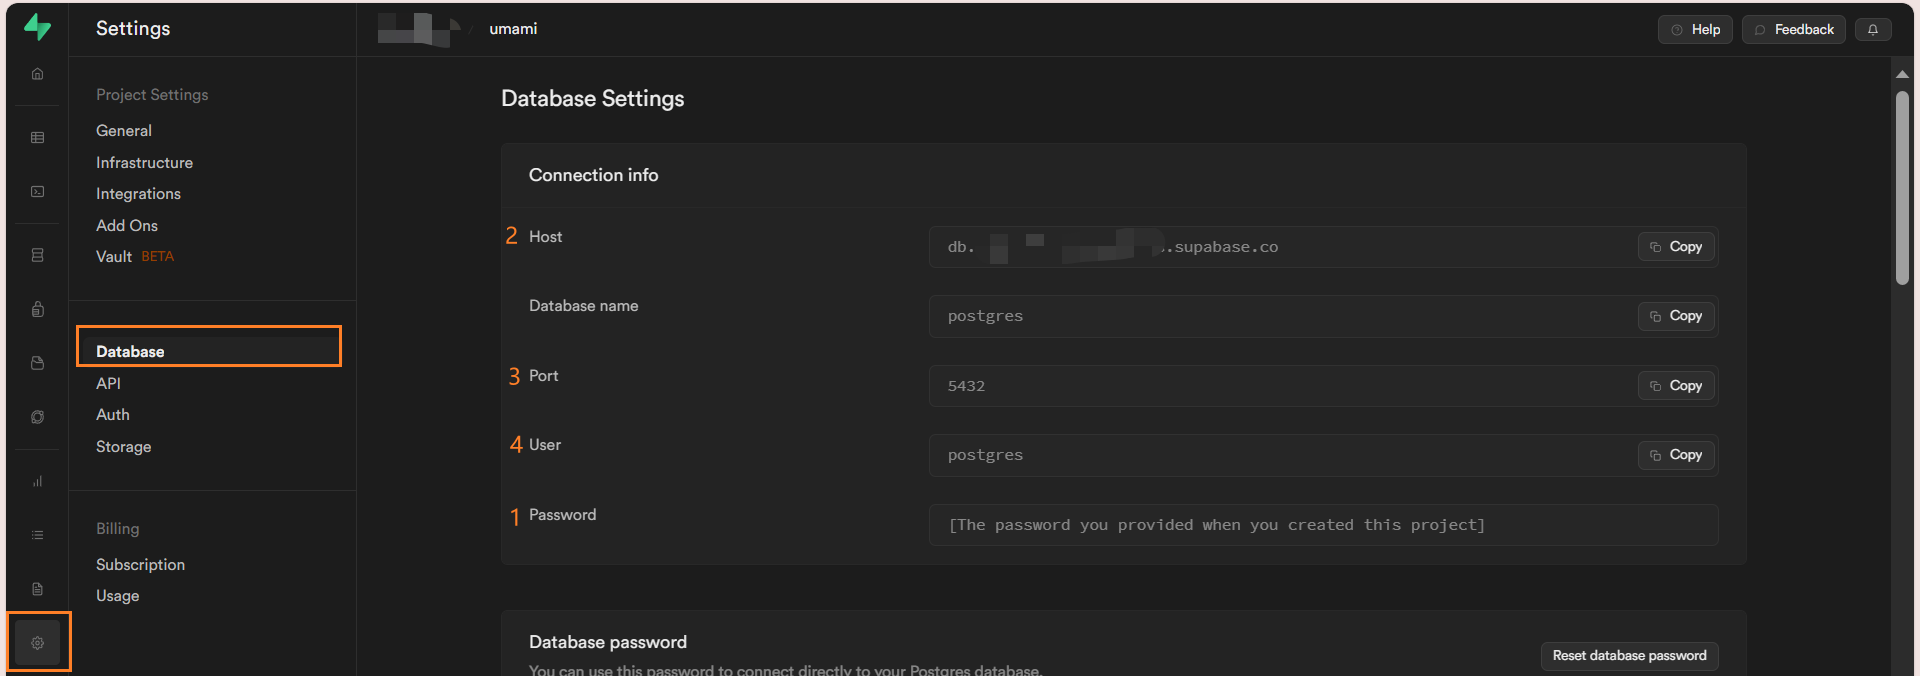 Settings
umami
Help
Feedback
Project Settings
General
Infrastructure
Integrations
Add Ons
Vault BETA
Database
API
Auth
Storage
Billing
Subscription
Usage
Database Settings
Connection info
2 Host
db. .supabase.co
Copy
Database name
postgres
Copy
3 Port
5432
Copy
4 User
postgres
Copy
1 Password
[The password you provided when you created this project]
Database password
You can use this password to connect directly to your Postgres database.
Reset database password